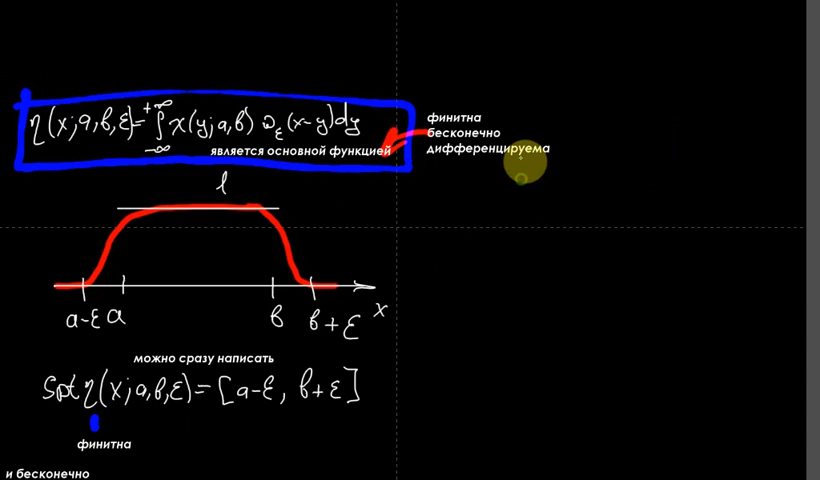 финитна
бесконечно
дифференцируема
η(x; a, b, ε) = +∞ ∫ -∞ χ(y; a, b) ω_ε(x-y)dy
является основной функцией
1
a-ε a b b+ε x
можно сразу написать
Spt η(x; a, b, ε) = [a-ε, b+ε]
финитна
и бесконечно